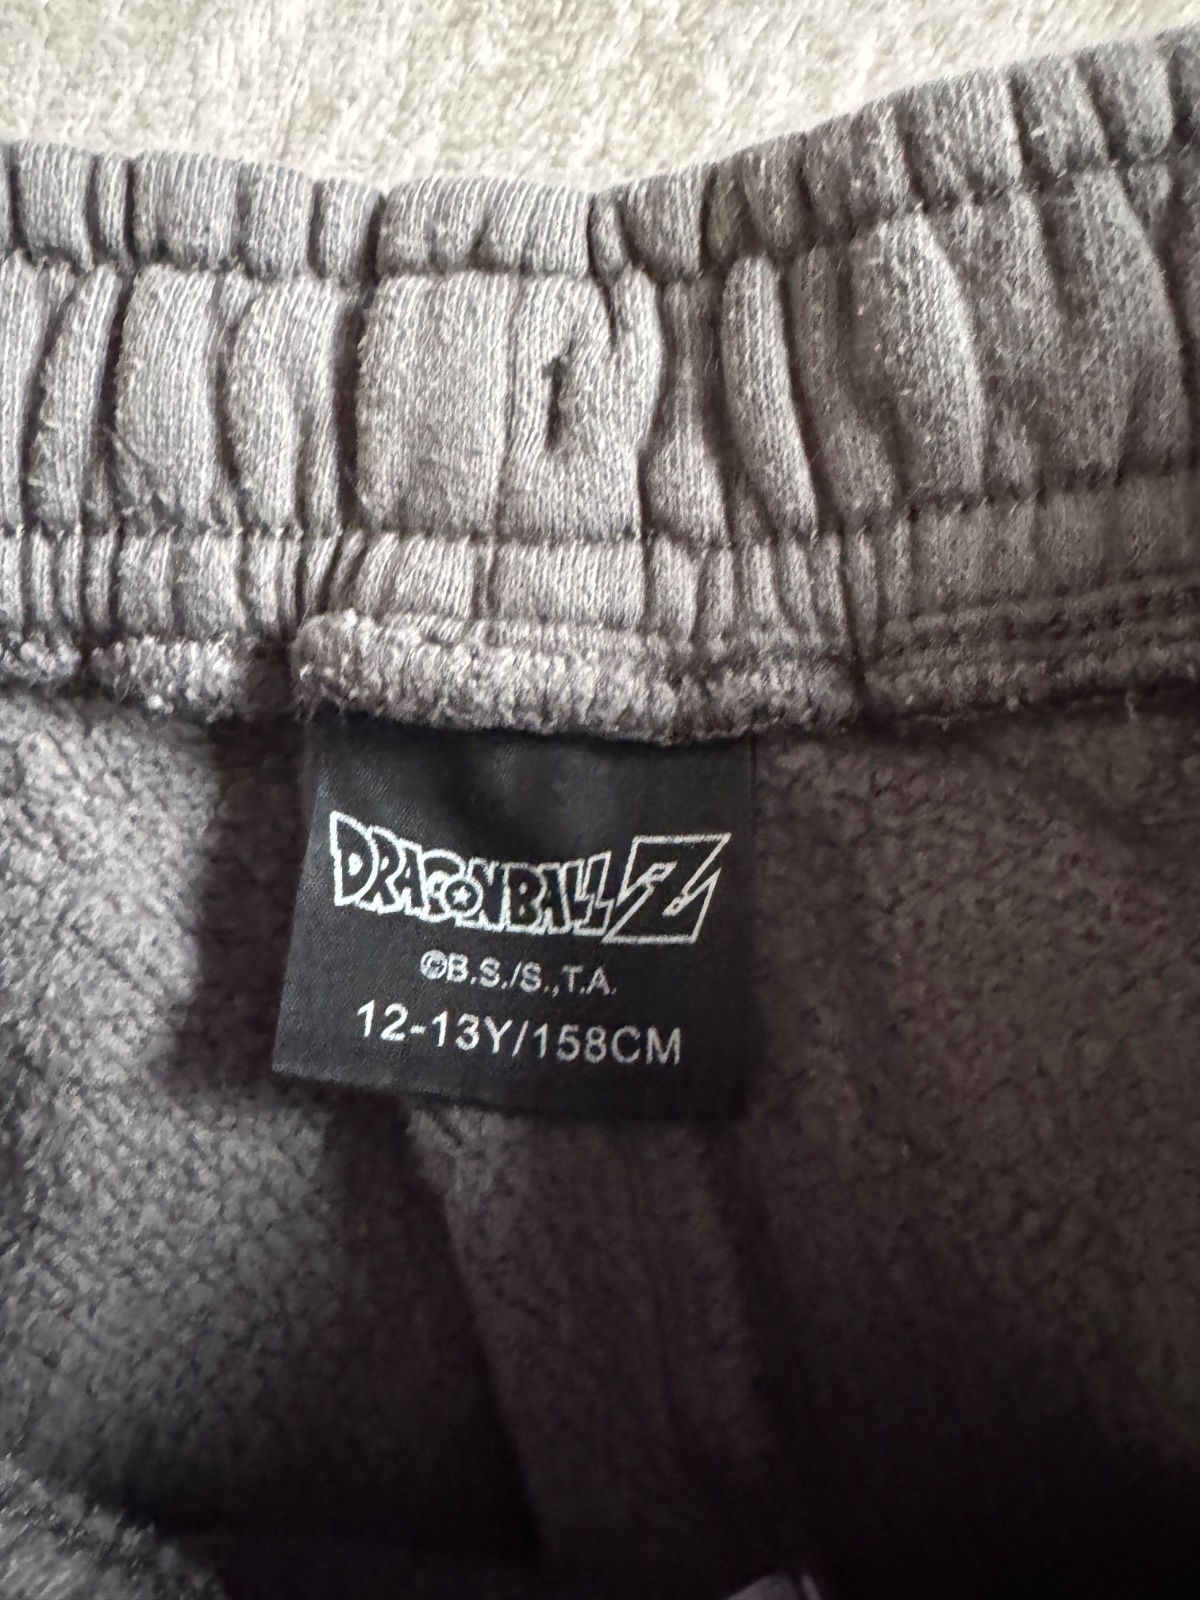 DRAGONBALL Z
©B.S./S.,T.A.
12-13Y/158CM